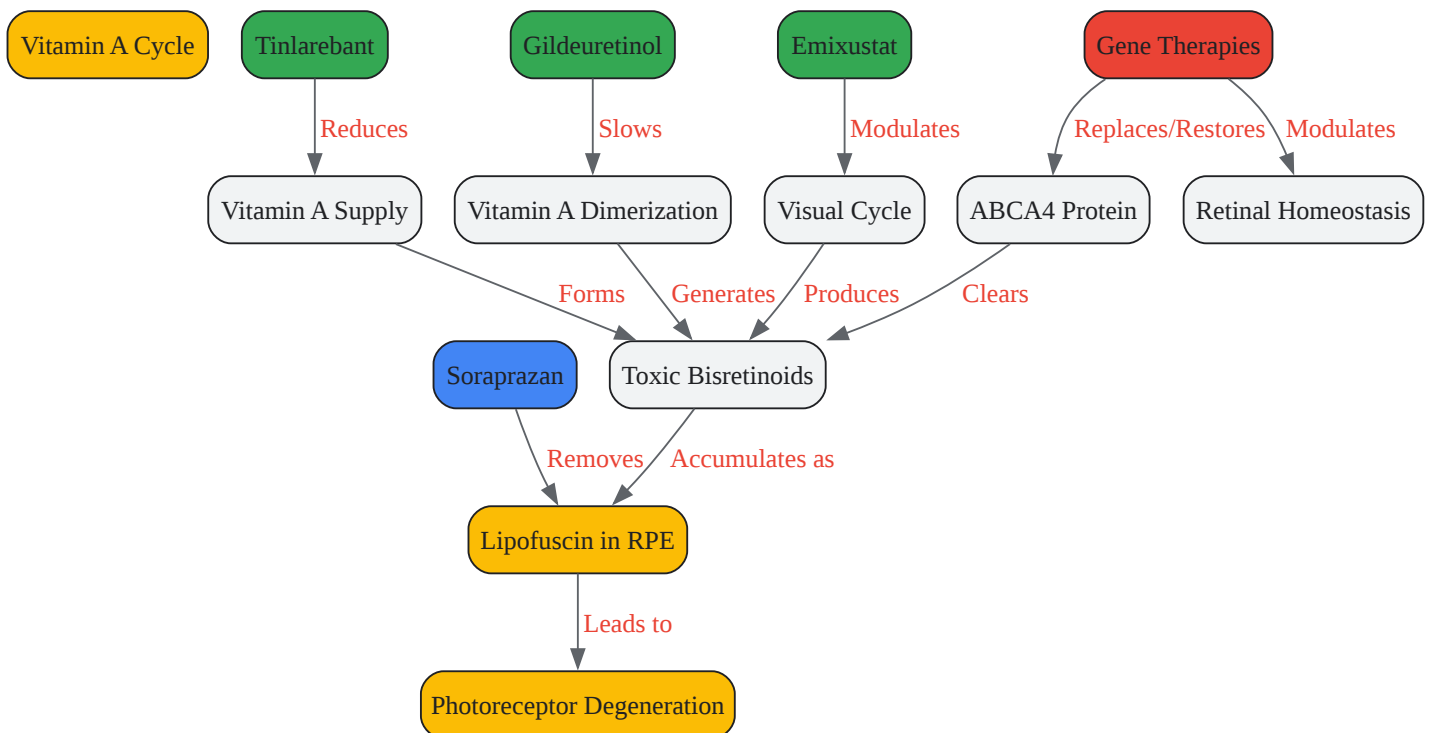 Vitamin A Cycle
Tinlarebant
Gildeuretinol
Emixustat
Gene Therapies
Reduces
Slows
Modulates
Replaces/Restores
Modulates
Vitamin A Supply
Vitamin A Dimerization
Visual Cycle
ABCA4 Protein
Retinal Homeostasis
Forms
Generates
Produces
Clears
Soraprazan
Toxic Bisretinoids
Removes
Accumulates as
Lipofuscin in RPE
Leads to
Photoreceptor Degeneration